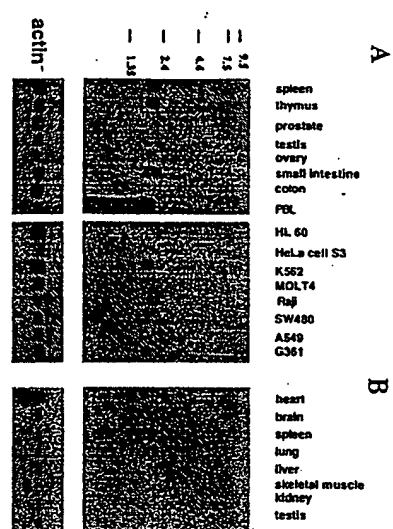 A
spleen
thymus
prostate
testis
ovary
small intestine
colon
PBL
HL 60
HeLa cell S3
K562
MOLT4
Raji
SW480
A549
G361
B
heart
brain
spleen
lung
liver
skeletal muscle
kidney
testis
9.5
7.5
4.4
2.4
1.35
actin